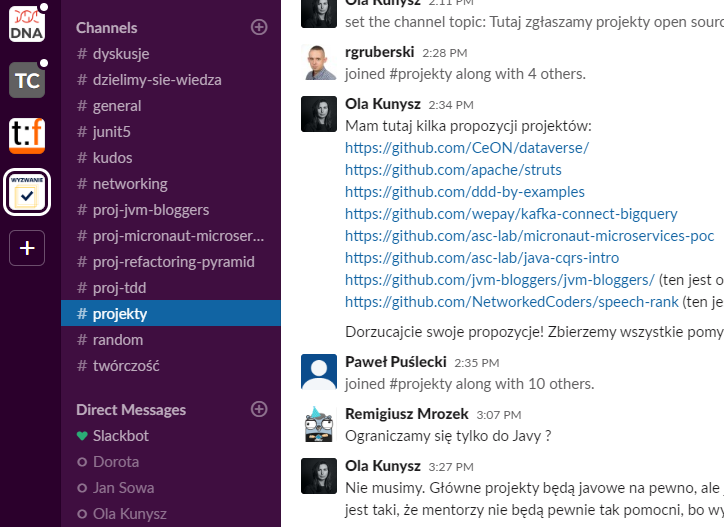 DNA
TC
t:f
WYZWANIE
+
Channels
# dyskusje
# dzielimy-sie-wiedza
# general
# junit5
# kudos
# networking
# proj-jvm-bloggers
# proj-micronaut-microser...
# proj-refactoring-pyramid
# proj-tdd
# projekty
# random
# twórczość
Direct Messages
Slackbot
Dorota
Jan Sowa
Ola Kunysz
Ola Kunysz 2:11 PM
set the channel topic: Tutaj zgłaszamy projekty open
rgruberski 2:28 PM
joined #projekty along with 4 others.
Ola Kunysz 2:34 PM
Mam tutaj kilka propozycji projektów:
https://github.com/CeON/dataverse/
https://github.com/apache/struts
https://github.com/ddd-by-examples
https://github.com/wepay/kafka-connect-bigquery
https://github.com/asc-lab/micronaut-microservices-poc
https://github.com/asc-lab/java-cqrs-intro
https://github.com/jvm-bloggers/jvm-bloggers/ (ten jest o
https://github.com/NetworkedCoders/speech-rank (ten je
Dorzucajcie swoje propozycje! Zbierzemy wszystkie pomy
Paweł Puślecki 2:35 PM
joined #projekty along with 10 others.
Remigiusz Mrozek 3:07 PM
Ograniczamy się tylko do Javy ?
Ola Kunysz 3:27 PM
Nie musimy. Główne projekty będą javowe na pewno, ale
jest taki, że mentorzy nie będą pewnie tak pomocni, bo wy